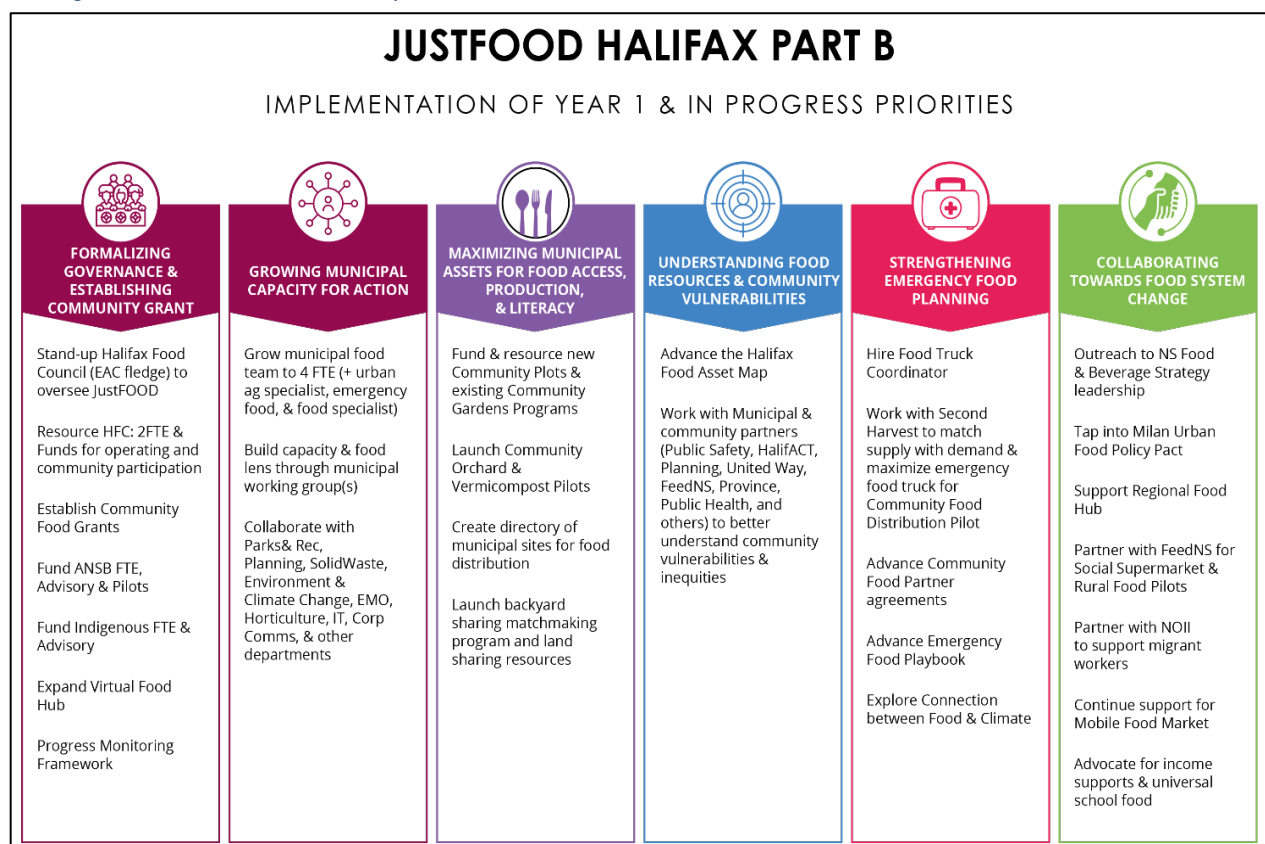 JUSTFOOD HALIFAX PART B
IMPLEMENTATION OF YEAR 1 & IN PROGRESS PRIORITIES
FORMALIZING
GOVERNANCE &
ESTABLISHING
COMMUNITY GRANT
Stand-up Halifax Food
Council (EAC fledge) to
oversee JustFOOD
Resource HFC: 2FTE &
Funds for operating and
community participation
Establish Community
Food Grants
Fund ANSB FTE,
Advisory & Pilots
Fund Indigenous FTE &
Advisory
Expand Virtual Food
Hub
Progress Monitoring
Framework
GROWING MUNICIPAL
CAPACITY FOR ACTION
Grow municipal food
team to 4 FTE (+ urban
ag specialist, emergency
food, & food specialist)
Build capacity & food
lens through municipal
working group(s)
Collaborate with
Parks& Rec,
Planning, SolidWaste,
Environment &
Climate Change, EMO,
Horticulture, IT, Corp
Comms, & other
departments
MAXIMIZING MUNICIPAL
ASSETS FOR FOOD ACCESS,
PRODUCTION,
& LITERACY
Fund & resource new
Community Plots &
existing Community
Gardens Programs
Launch Community
Orchard &
Vermicompost Pilots
Create directory of
municipal sites for food
distribution
Launch backyard
sharing matchmaking
program and land
sharing resources
UNDERSTANDING FOOD
RESOURCES & COMMUNITY
VULNERABILITIES
Advance the Halifax
Food Asset Map
Work with Municipal &
community partners
(Public Safety, HalifACT,
Planning, United Way,
FeedNS, Province,
Public Health, and
others) to better
understand community
vulnerabilities &
inequities
STRENGTHENING
EMERGENCY FOOD
PLANNING
Hire Food Truck
Coordinator
Work with Second
Harvest to match
supply with demand &
maximize emergency
food truck for
Community Food
Distribution Pilot
Advance Community
Food Partner
agreements
Advance Emergency
Food Playbook
Explore Connection
between Food & Climate
COLLABORATING
TOWARDS FOOD SYSTEM
CHANGE
Outreach to NS Food
& Beverage Strategy
leadership
Tap into Milan Urban
Food Policy Pact
Support Regional Food
Hub
Partner with FeedNS for
Social Supermarket &
Rural Food Pilots
Partner with NOII
to support migrant
workers
Continue support for
Mobile Food Market
Advocate for income
supports & universal
school food